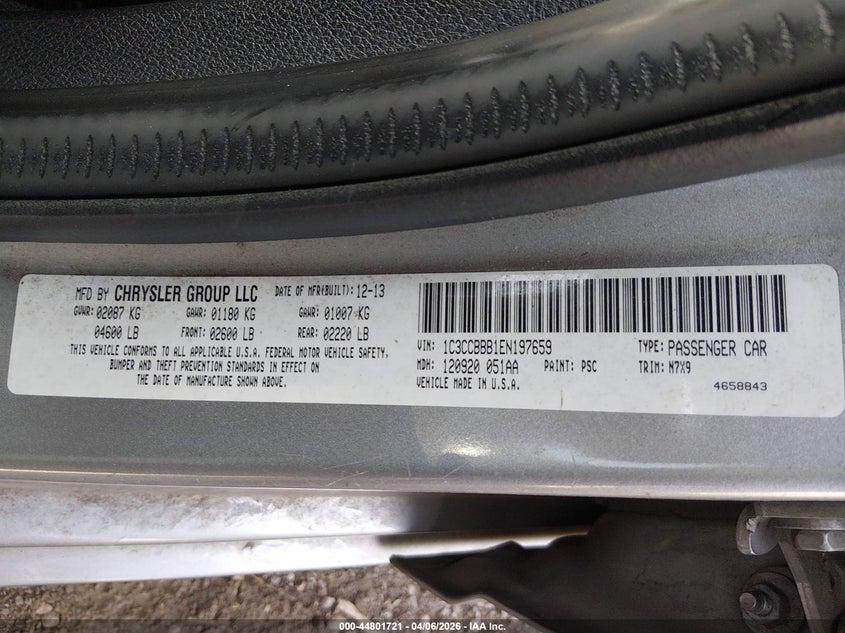 MFD BY CHRYSLER GROUP LLC DATE OF MFR(BUILT): 12-13
GVWR: 02087 KG GAWR: 01180 KG GAWR: 01007 KG
04600 LB FRONT: 02600 LB REAR: 02220 LB
THIS VEHICLE CONFORMS TO ALL APPLICABLE U.S.A. FEDERAL MOTOR VEHICLE SAFETY,
BUMPER AND THEFT PREVENTION STANDARDS IN EFFECT ON
THE DATE OF MANUFACTURE SHOWN ABOVE.
VIN: 1C3CCBBB1EN197659 TYPE: PASSENGER CAR
MDH: 120920 051AA PAINT: PSC TRIM: N7X9
VEHICLE MADE IN U.S.A.
4658843
000-44801721 | 04/06/2026 | IAA Inc.